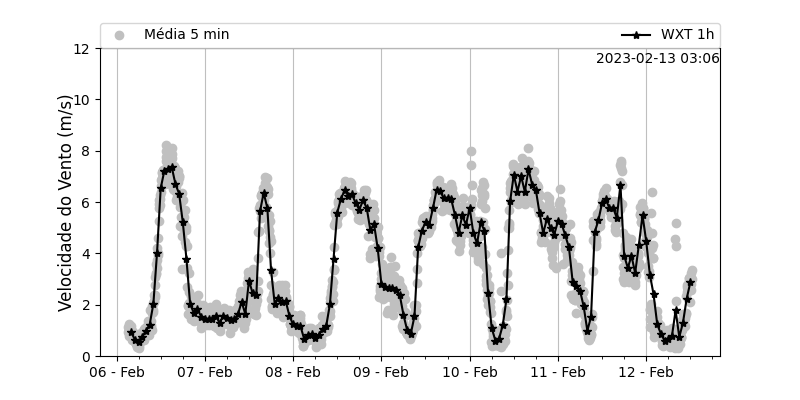 Média 5 min
WXT 1h
2023-02-13 03:06
Velocidade do Vento (m/s)
12
10
8
6
4
2
0
06 - Feb
07 - Feb
08 - Feb
09 - Feb
10 - Feb
11 - Feb
12 - Feb